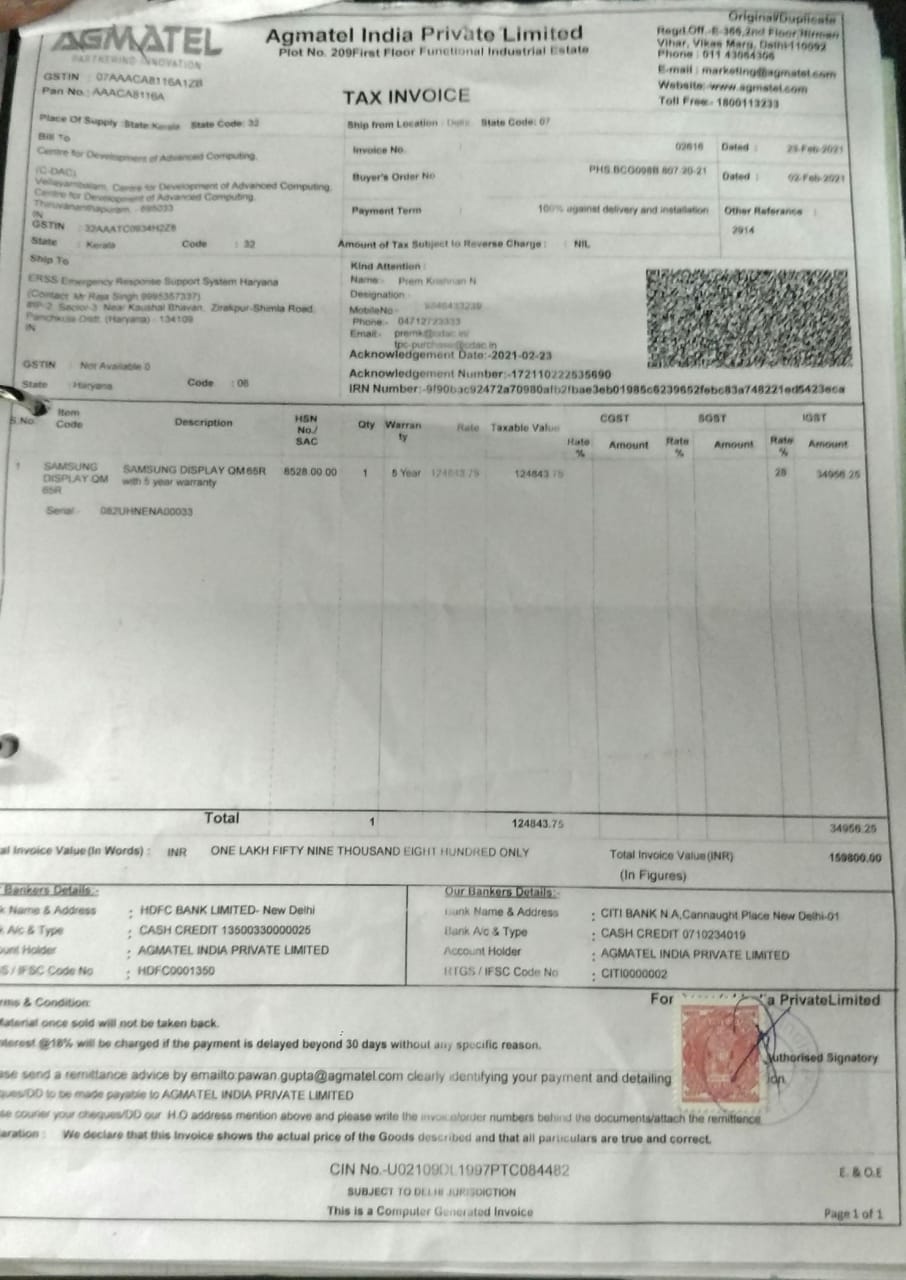 AGMATEL
PARTNERING INNOVATION
GSTIN : 07AAACA8116A1ZB
Pan No.: AAACA8116A
Agmatel India Private Limited
Plot No. 209First Floor Functional Industrial Estate
TAX INVOICE
Original/Duplicate
Regd.Off.-E-366,2nd Floor Nirman
Vihar, Vikas Marg, Delhi-110092
Phone : 011 43064306
E-mail : marketing@agmatel.com
Website:-www.agmatel.com
Toll Free:- 1800113233
Place Of Supply :State:Kerala State Code: 32
Ship from Location : Delhi State Code: 07
Bill To
Centre for Development of Advanced Computing,
(C-DAC)
Vellayambalam, Centre for Development of Advanced Computing,
Centre for Development of Advanced Computing,
Thiruvananthapuram, - 695033
IN
GSTIN : 32AAATC0934H2Z6
State : Kerala Code : 32
Invoice No. : 02616 Dated : 23-Feb-2021
Buyer's Order No PHS BCG098B 807 20-21 Dated : 02-Feb-2021
Payment Term : 100% against delivery and installation Other Referance :
2914
Amount of Tax Subject to Reverse Charge : NIL
Ship To
ERSS Emergency Response Support System Haryana
(Contact Mr Raja Singh 9995357337)
Sector-3 Near Kaushal Bhavan, Zirakpur-Shimla Road,
Panchkula Distt. (Haryana) - 134109
IN
GSTIN : Not Available 0
State : Haryana Code : 06
Kind Attention :
Name:- Prem Krishnan N
Designation
MobileNo:-
Phone:- 04712723333
Email:- premk@cdac.in
tpc-purchase@cdac.in
Acknowledgement Date:-2021-02-23
Acknowledgement Number:-172110222535690
IRN Number:-
S.No. Item Code Description HSN No./ SAC Qty Warran ty Rate Taxable Value CGST SGST IGST
Rate % Amount Rate % Amount Rate % Amount
1 SAMSUNG DISPLAY QM 65R SAMSUNG DISPLAY QM65R with 5 year warranty 8528.00.00 1 5 Year 124843.75 124843.75 28 34956.25
Serial 082UHNENA00033
Total 1 124843.75 34956.25
al Invoice Value(In Words) : INR ONE LAKH FIFTY NINE THOUSAND EIGHT HUNDRED ONLY
Total Invoice Value(INR) 159800.00
(In Figures)
Bankers Details:-
k Name & Address : HDFC BANK LIMITED- New Delhi
A/c & Type : CASH CREDIT 13500330000025
ount Holder : AGMATEL INDIA PRIVATE LIMITED
S / IFSC Code No : HDFC0001350
Our Bankers Details:-
Bank Name & Address : CITI BANK N.A,Cannaught Place New Delhi-01
Bank A/c & Type : CASH CREDIT 0710234019
Account Holder : AGMATEL INDIA PRIVATE LIMITED
RTGS / IFSC Code No : CITI0000002
rms & Condition:
For a PrivateLimited
Material once sold will not be taken back.
nterest @18% will be charged if the payment is delayed beyond 30 days without any specific reason.
Authorised Signatory
ase send a remittance advice by emailto:pawan.gupta@agmatel.com clearly identifying your payment and detailing ion.
ques/DD to be made payable to AGMATEL INDIA PRIVATE LIMITED
se courier your cheques/DD our H.O address mention above and please write the invoice/order numbers behind the documents/attach the remittence
aration : We declare that this Invoice shows the actual price of the Goods described and that all particulars are true and correct.
CIN No.-U02109DL1997PTC084482
E. & O.E
SUBJECT TO DELHI JURISDICTION
This is a Computer Generated Invoice
Page 1 of 1